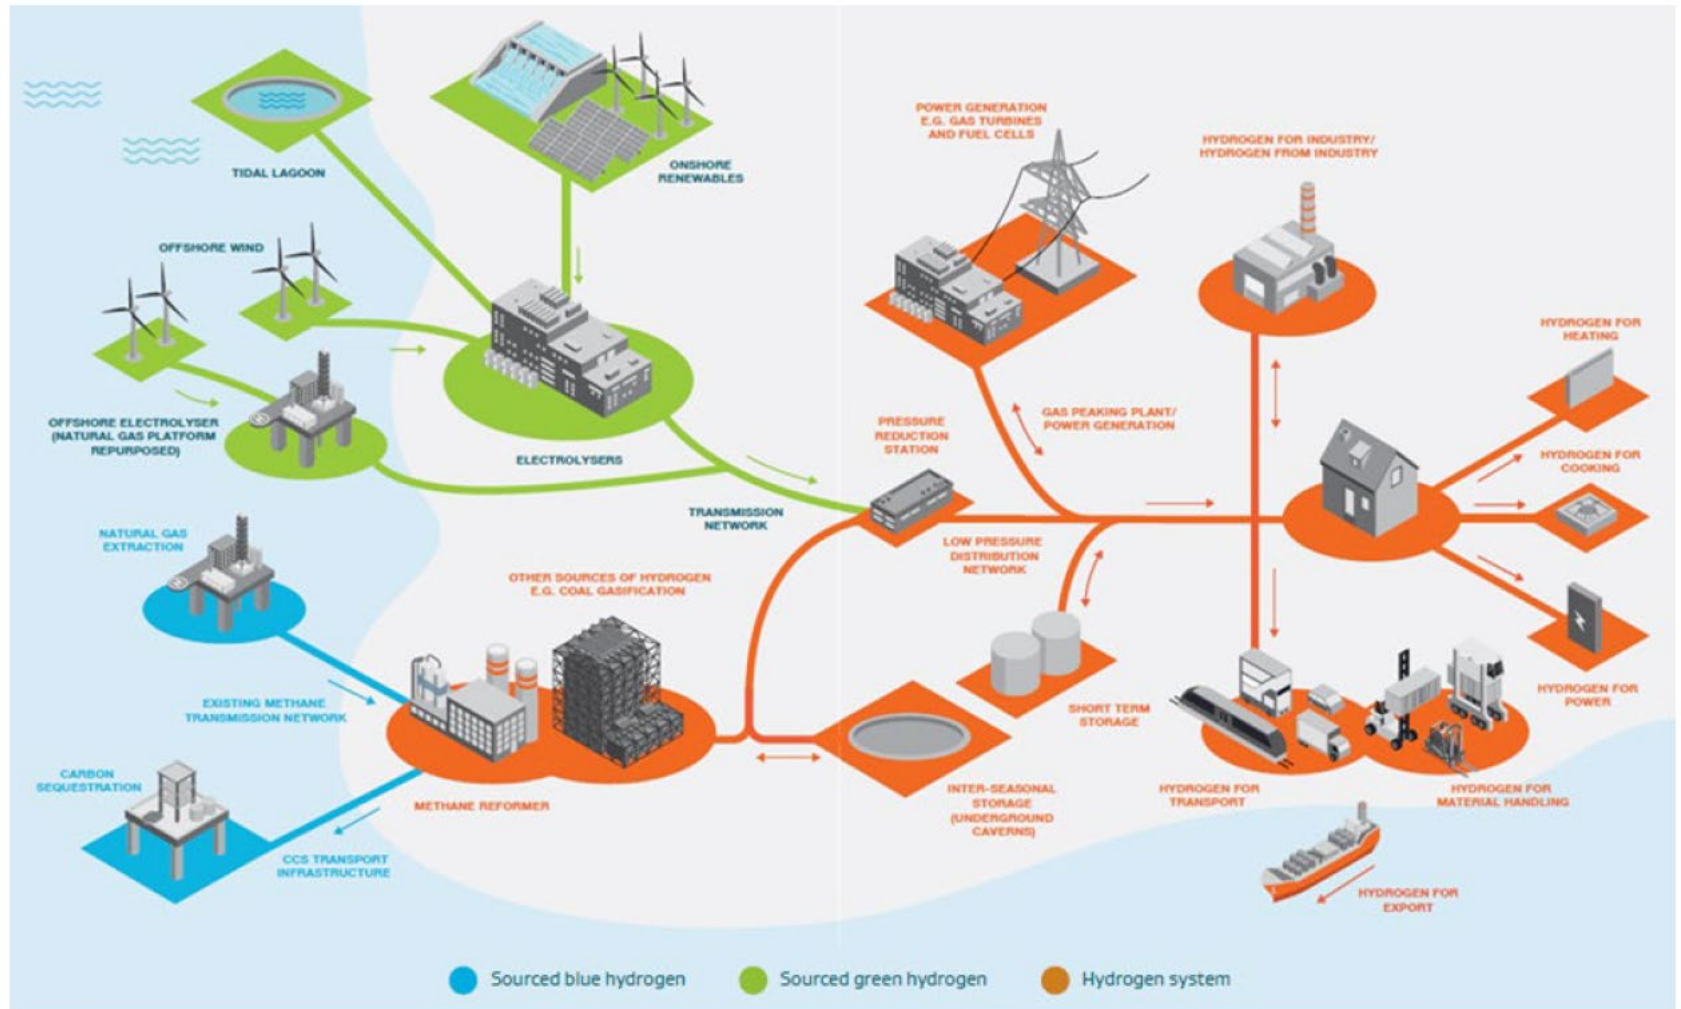 POWER GENERATION
E.G. GAS TURBINES
AND FUEL CELLS
HYDROGEN FOR INDUSTRY/
HYDROGEN FROM INDUSTRY
TIDAL LAGOON
ONSHORE
RENEWABLES
OFFSHORE WIND
HYDROGEN FOR
HEATING
OFFSHORE ELECTROLYSER
(NATURAL GAS PLATFORM
REPURPOSED)
ELECTROLYSERS
PRESSURE
REDUCTION
STATION
GAS PEAKING PLANT/
POWER GENERATION
HYDROGEN FOR
COOKING
TRANSMISSION
NETWORK
NATURAL GAS
EXTRACTION
LOW PRESSURE
DISTRIBUTION
NETWORK
OTHER SOURCES OF HYDROGEN
E.G. COAL GASIFICATION
EXISTING METHANE
TRANSMISSION NETWORK
SHORT TERM
STORAGE
HYDROGEN FOR
POWER
CARBON
SEQUESTRATION
METHANE REFORMER
INTER-SEASONAL
STORAGE
(UNDERGROUND
CAVERNS)
HYDROGEN FOR
TRANSPORT
HYDROGEN FOR
MATERIAL HANDLING
CCS TRANSPORT
INFRASTRUCTURE
HYDROGEN FOR
EXPORT
Sourced blue hydrogen
Sourced green hydrogen
Hydrogen system